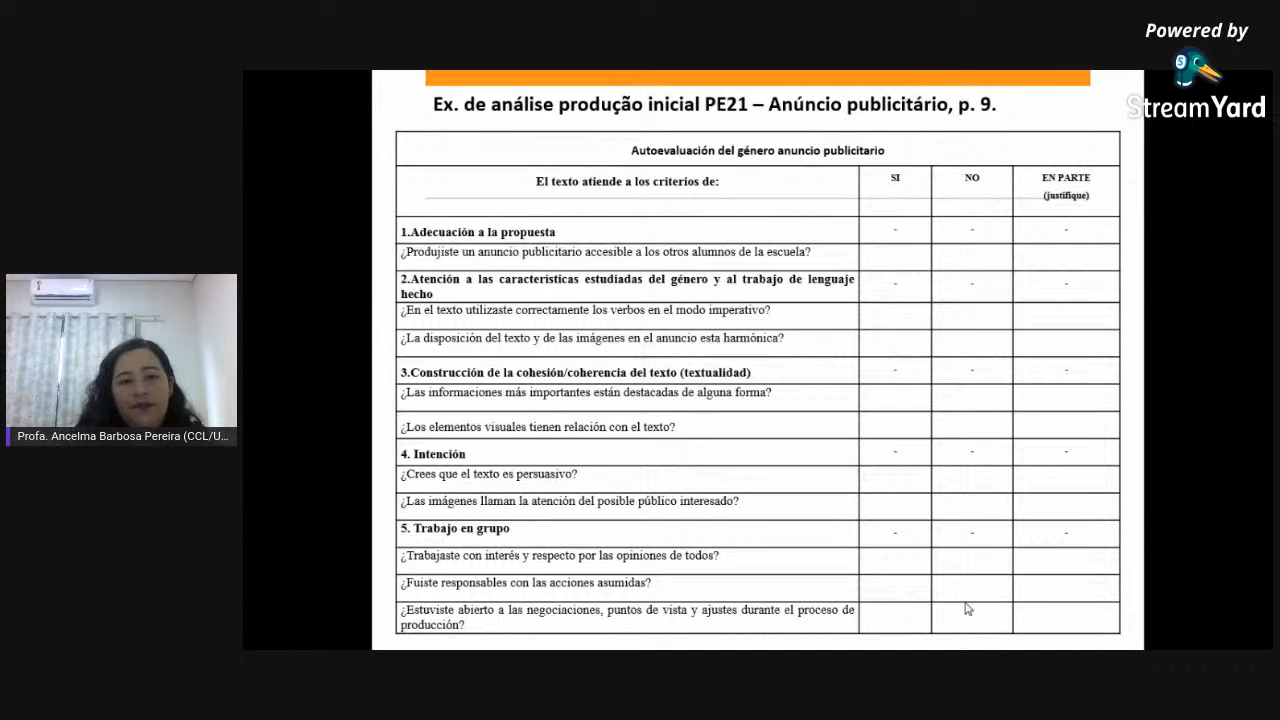 Powered by
StreamYard
Ex. de análise produção inicial PE21 – Anúncio publicitário, p. 9.
Autoevaluación del género anuncio publicitario
El texto atiende a los criterios de:
SI
NO
EN PARTE
(justifique)
1.Adecuación a la propuesta
- - -
¿Produjiste un anuncio publicitario accesible a los otros alumnos de la escuela?
2.Atención a las características estudiadas del género y al trabajo de lenguaje
hecho
- - -
¿En el texto utilizaste correctamente los verbos en el modo imperativo?
¿La disposición del texto y de las imágenes en el anuncio esta harmónica?
3.Construcción de la cohesión/coherencia del texto (textualidad)
- - -
¿Las informaciones más importantes están destacadas de alguna forma?
¿Los elementos visuales tienen relación con el texto?
4. Intención
- - -
¿Crees que el texto es persuasivo?
¿Las imágenes llaman la atención del posible público interesado?
5. Trabajo en grupo
- - -
¿Trabajaste con interés y respecto por las opiniones de todos?
¿Fuiste responsables con las acciones asumidas?
¿Estuviste abierto a las negociaciones, puntos de vista y ajustes durante el proceso de
producción?
Profa. Ancelma Barbosa Pereira (CCL/U...